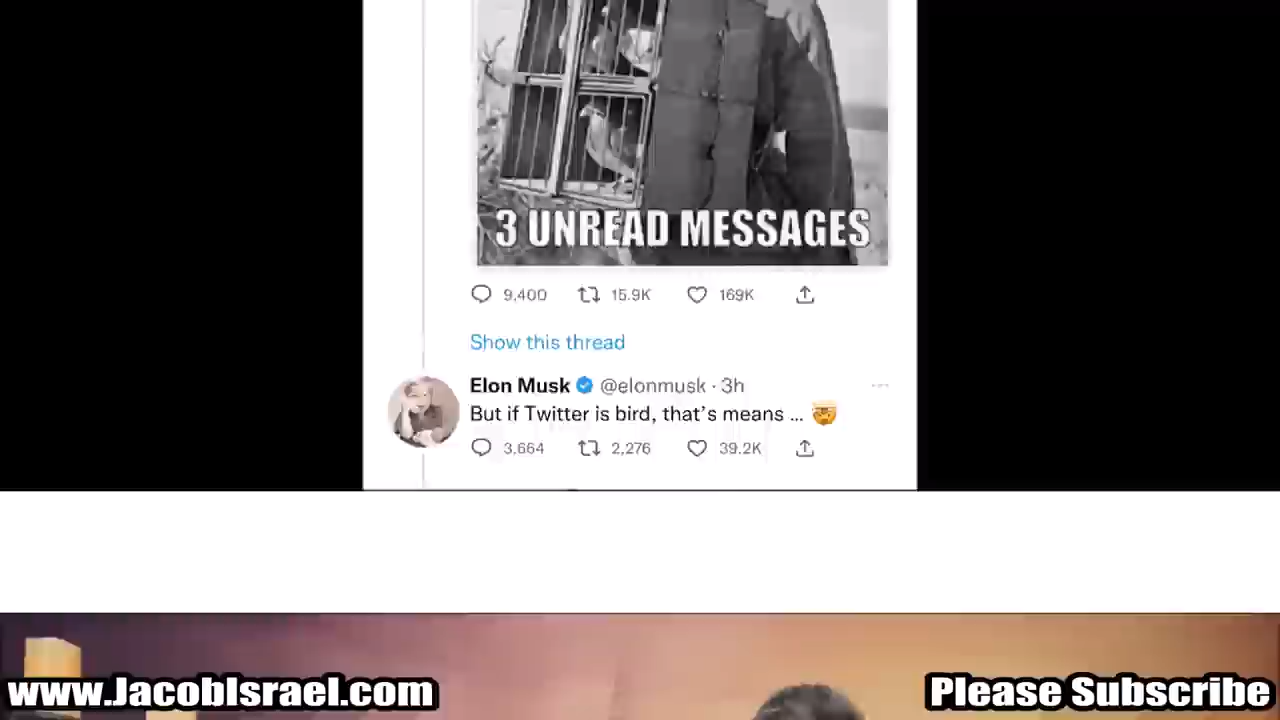 3 UNREAD MESSAGES
9,400 15.9K 169K
Show this thread
Elon Musk @elonmusk · 3h
But if Twitter is bird, that's means ... 🤯
3,664 2,276 39.2K
www.JacobIsrael.com Please Subscribe